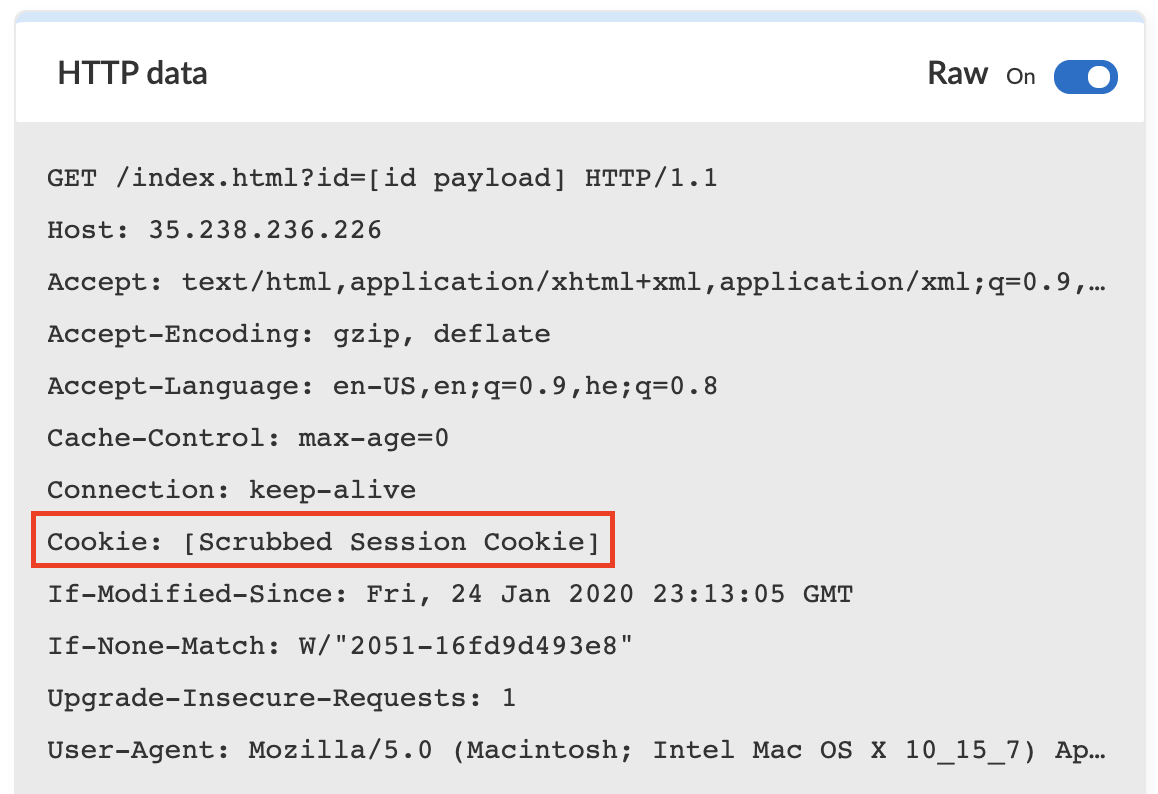 HTTP data
Raw On
GET /index.html?id=[id payload] HTTP/1.1
Host: 35.238.236.226
Accept: text/html,application/xhtml+xml,application/xml;q=0.9,…
Accept-Encoding: gzip, deflate
Accept-Language: en-US,en;q=0.9,he;q=0.8
Cache-Control: max-age=0
Connection: keep-alive
Cookie: [Scrubbed Session Cookie]
If-Modified-Since: Fri, 24 Jan 2020 23:13:05 GMT
If-None-Match: W/"2051-16fd9d493e8"
Upgrade-Insecure-Requests: 1
User-Agent: Mozilla/5.0 (Macintosh; Intel Mac OS X 10_15_7) Ap…